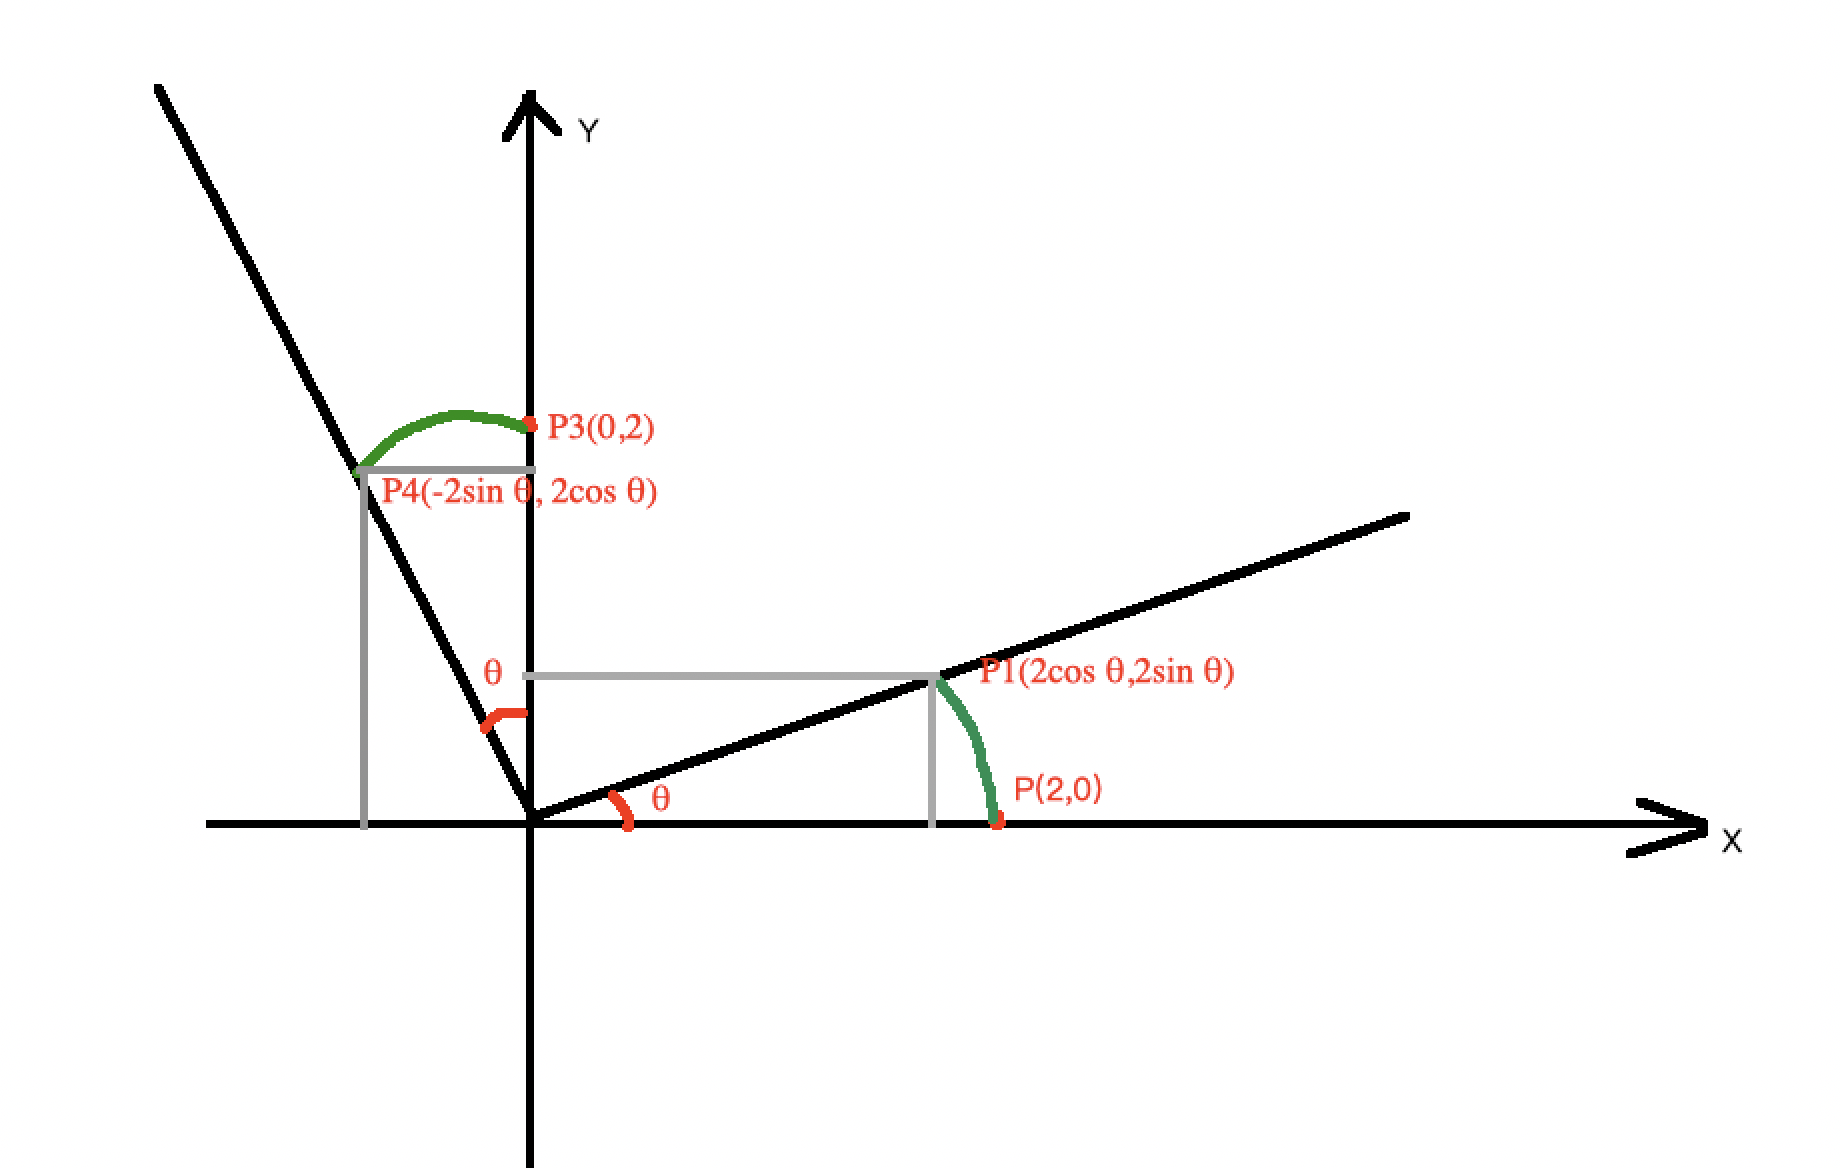 Y
P3(0,2)
P4(-2sin θ, 2cos θ)
θ
P1(2cos θ,2sin θ)
θ
P(2,0)
X